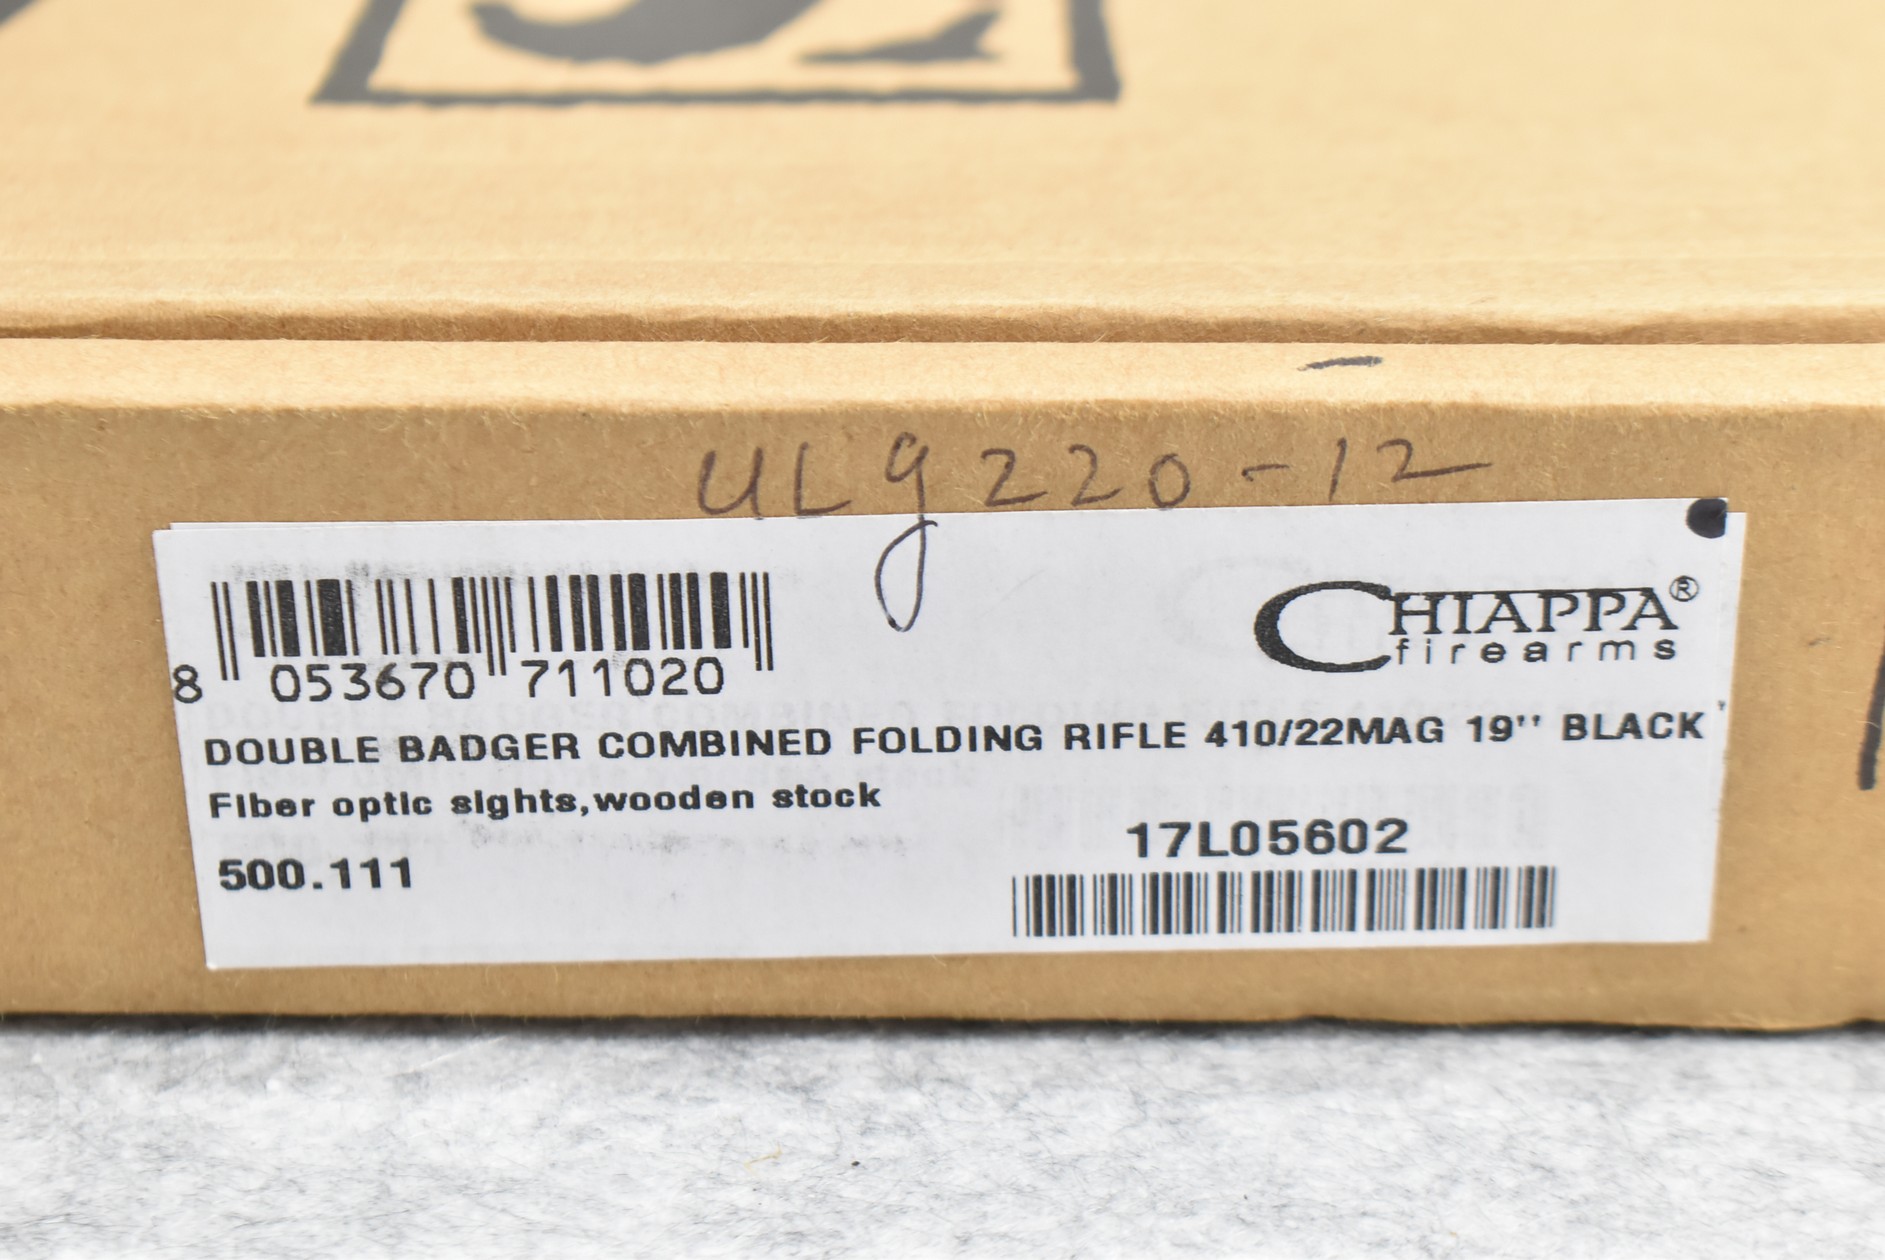 ULg220-12
CHIAPPA®
firearms
8 053670 711020
DOUBLE BADGER COMBINED FOLDING RIFLE 410/22MAG 19'' BLACK
Fiber optic sights,wooden stock
17L05602
500.111